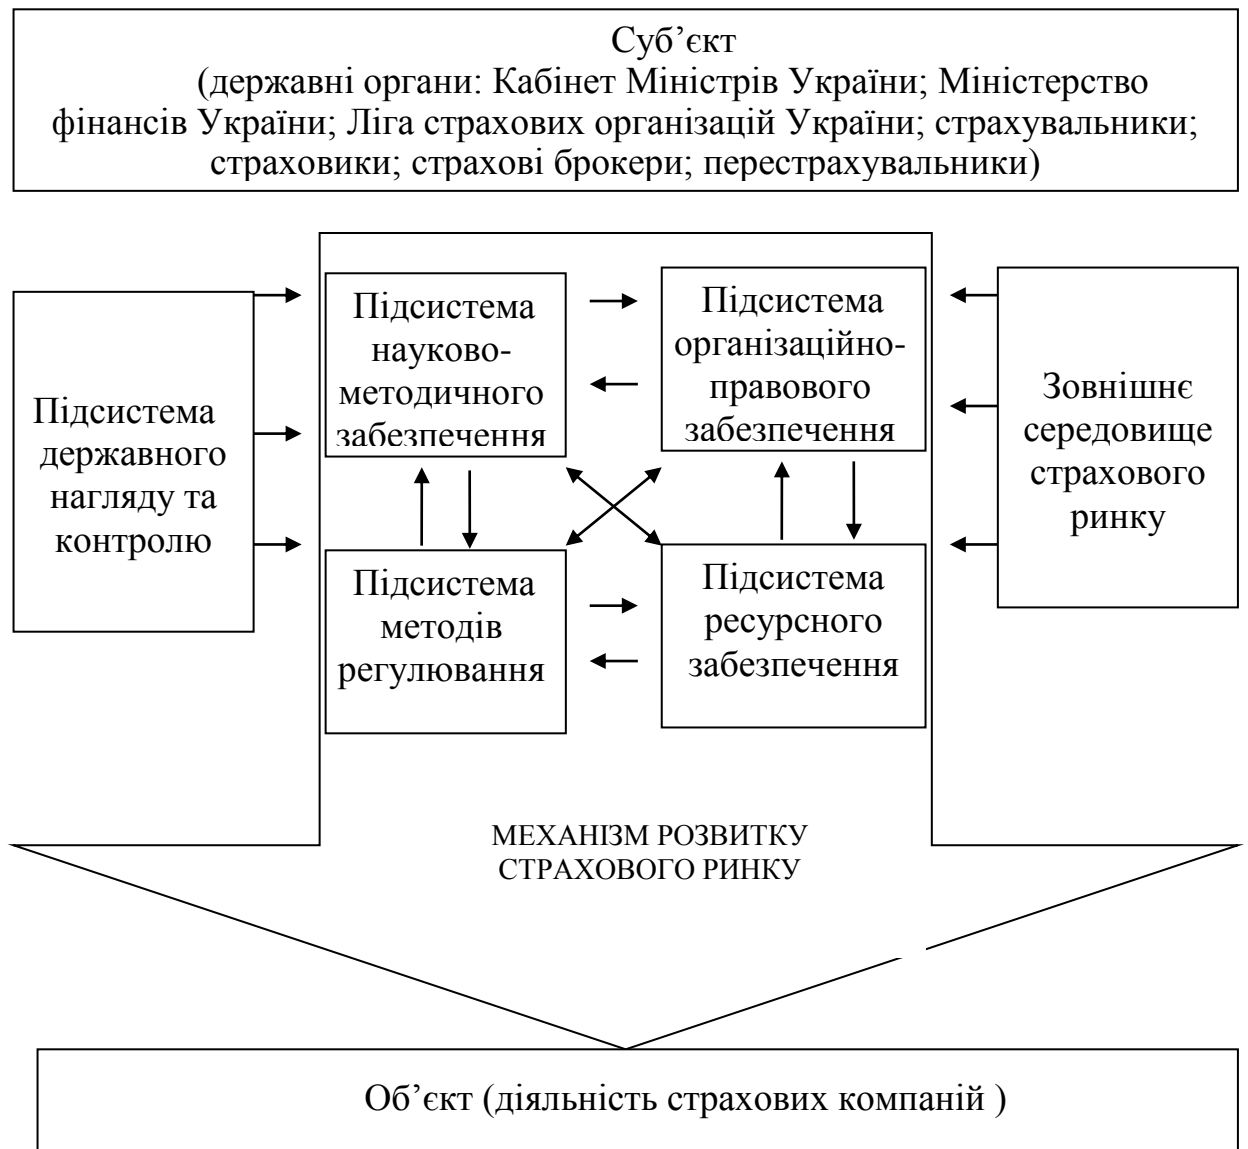 Суб’єкт
(державні органи: Кабінет Міністрів України; Міністерство
фінансів України; Ліга страхових організацій України; страхувальники;
страховики; страхові брокери; перестрахувальники)
Підсистема
державного
нагляду та
контролю
Підсистема
науково-
методичного
забезпечення
Підсистема
організаційно-
правового
забезпечення
Підсистема
методів
регулювання
Підсистема
ресурсного
забезпечення
Зовнішнє
середовище
страхового
ринку
МЕХАНІЗМ РОЗВИТКУ
СТРАХОВОГО РИНКУ
Об’єкт (діяльність страхових компаній )